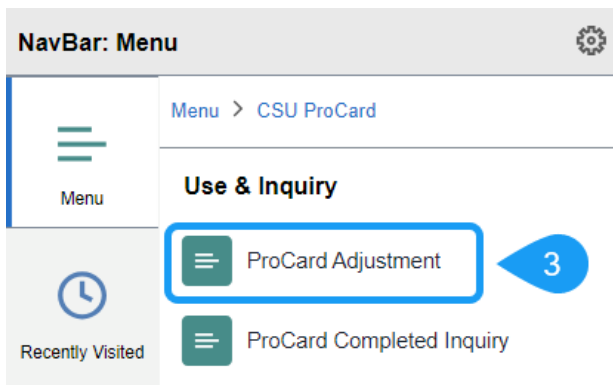 NavBar: Menu
Menu > CSU ProCard
Menu
Use & Inquiry
ProCard Adjustment
3
Recently Visited
ProCard Completed Inquiry